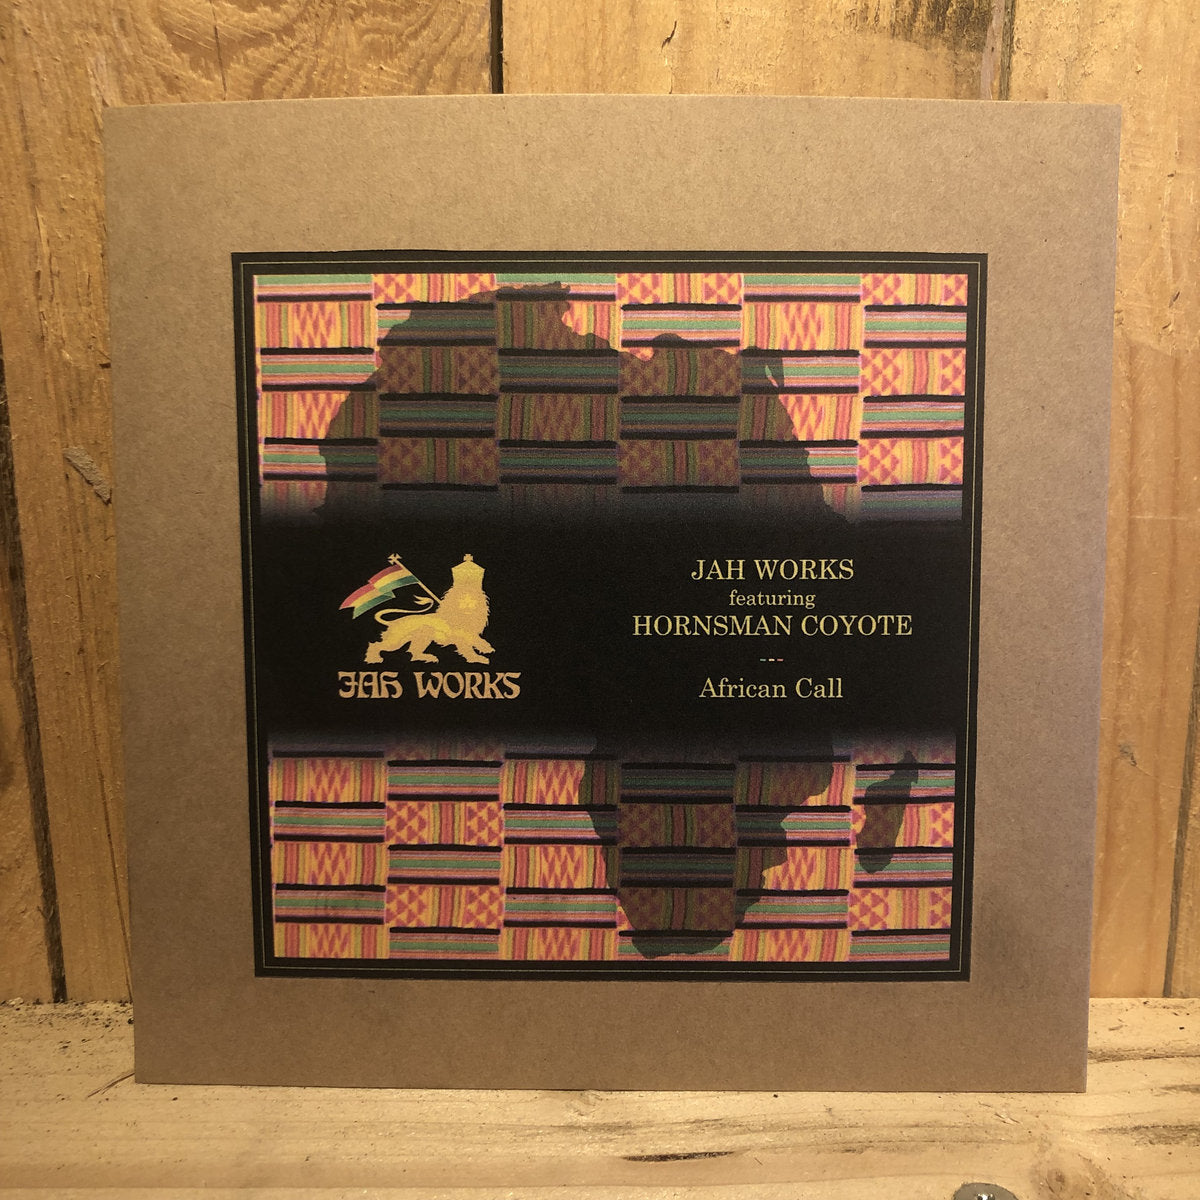 JAH WORKS
JAH WORKS
featuring
HORNSMAN COYOTE
---
African Call